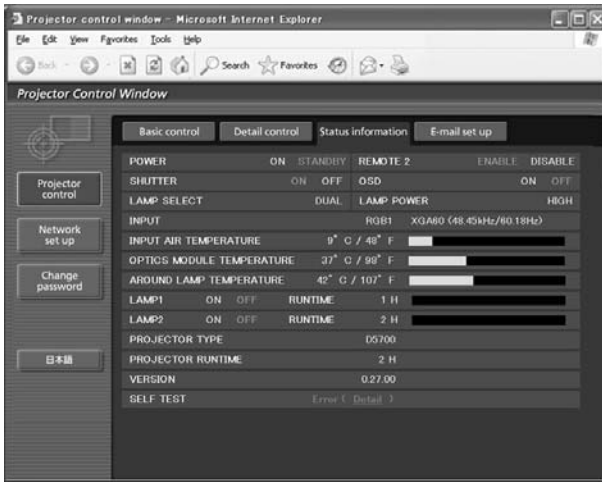 Projector control window - Microsoft Internet Explorer
File Edit View Favorites Tools Help
Back Search Favorites
Projector Control Window
Basic control Detail control Status information E-mail set up
Projector control
Network set up
Change password
日本語
POWER ON STANDBY REMOTE 2 ENABLE DISABLE
SHUTTER ON OFF OSD ON OFF
LAMP SELECT DUAL LAMP POWER HIGH
INPUT RGB1 XGA60 (48.45kHz/60.18Hz)
INPUT AIR TEMPERATURE 9° C / 48° F
OPTICS MODULE TEMPERATURE 37° C / 98° F
AROUND LAMP TEMPERATURE 42° C / 107° F
LAMP1 ON OFF RUNTIME 1 H
LAMP2 ON OFF RUNTIME 2 H
PROJECTOR TYPE D5700
PROJECTOR RUNTIME 2 H
VERSION 0.27.00
SELF TEST Error ( Detail )